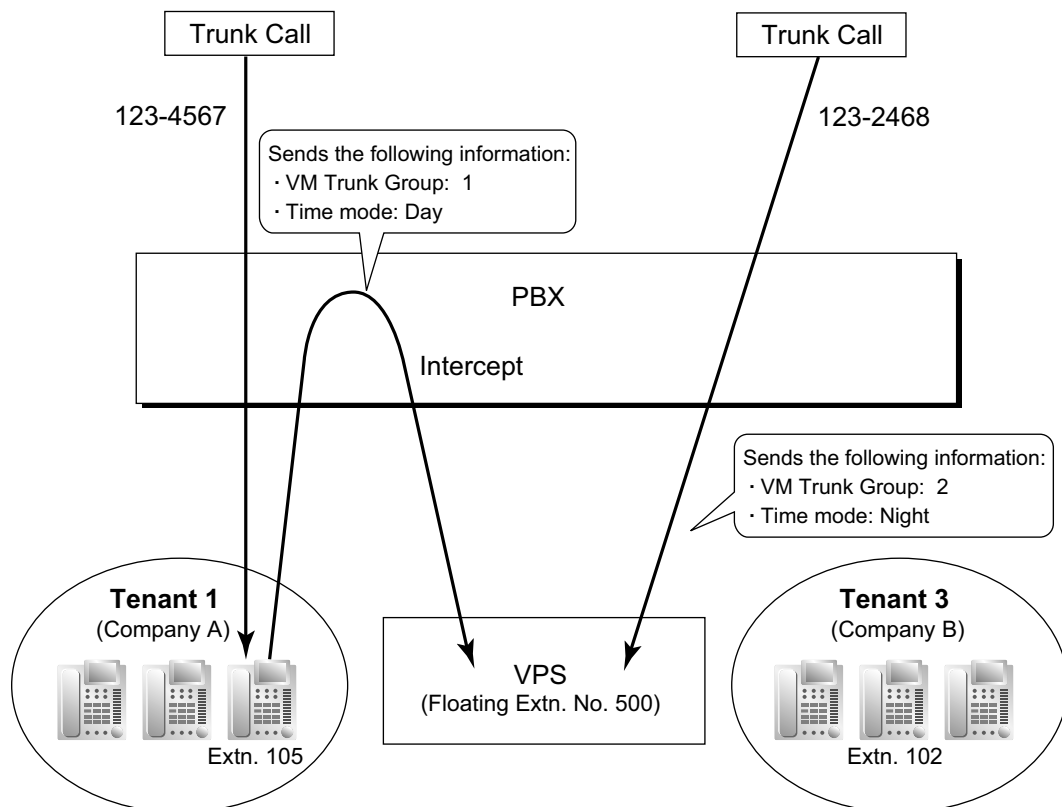 Trunk Call
Trunk Call
123-4567
123-2468
Sends the following information:
· VM Trunk Group: 1
· Time mode: Day
PBX
Intercept
Sends the following information:
· VM Trunk Group: 2
· Time mode: Night
Tenant 1
(Company A)
Extn. 105
VPS
(Floating Extn. No. 500)
Tenant 3
(Company B)
Extn. 102